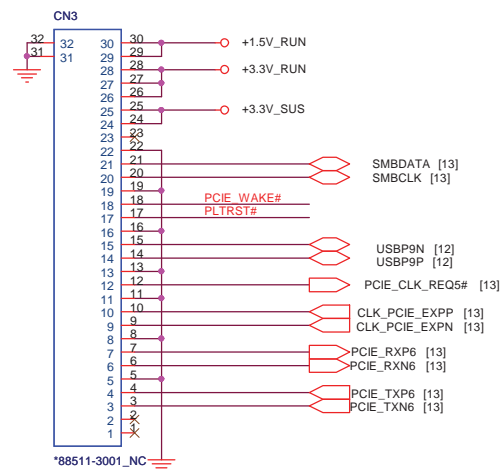 CN3
32 32 30 30 +1.5V_RUN
31 31 29 29
28 28 +3.3V_RUN
27 27
26 26
25 25 +3.3V_SUS
24 24
23 23
22 22
21 21 SMBDATA [13]
20 20 SMBCLK [13]
19 19
18 18 PCIE_WAKE#
17 17 PLTRST#
16 16
15 15 USBP9N [12]
14 14 USBP9P [12]
13 13
12 12 PCIE_CLK_REQ5# [13]
11 11
10 10 CLK_PCIE_EXPP [13]
9 9 CLK_PCIE_EXPN [13]
8 8
7 7 PCIE_RXP6 [13]
6 6 PCIE_RXN6 [13]
5 5
4 4 PCIE_TXP6 [13]
3 3 PCIE_TXN6 [13]
2 2
1 1
*88511-3001_NC